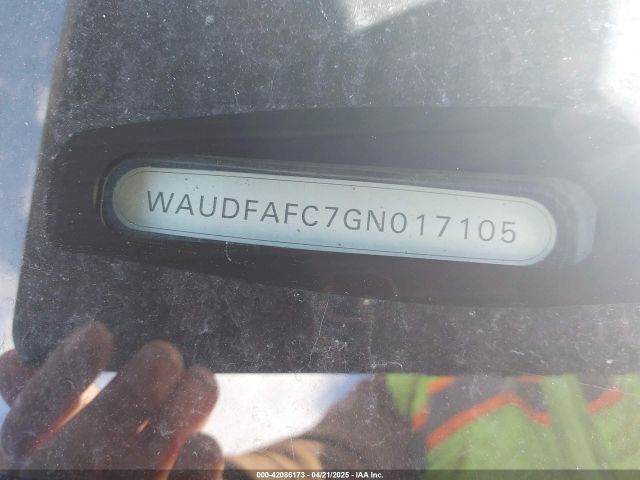 WAUDFAFC7GN017105
000-42086173 - 04/21/2025 - IAA Inc.